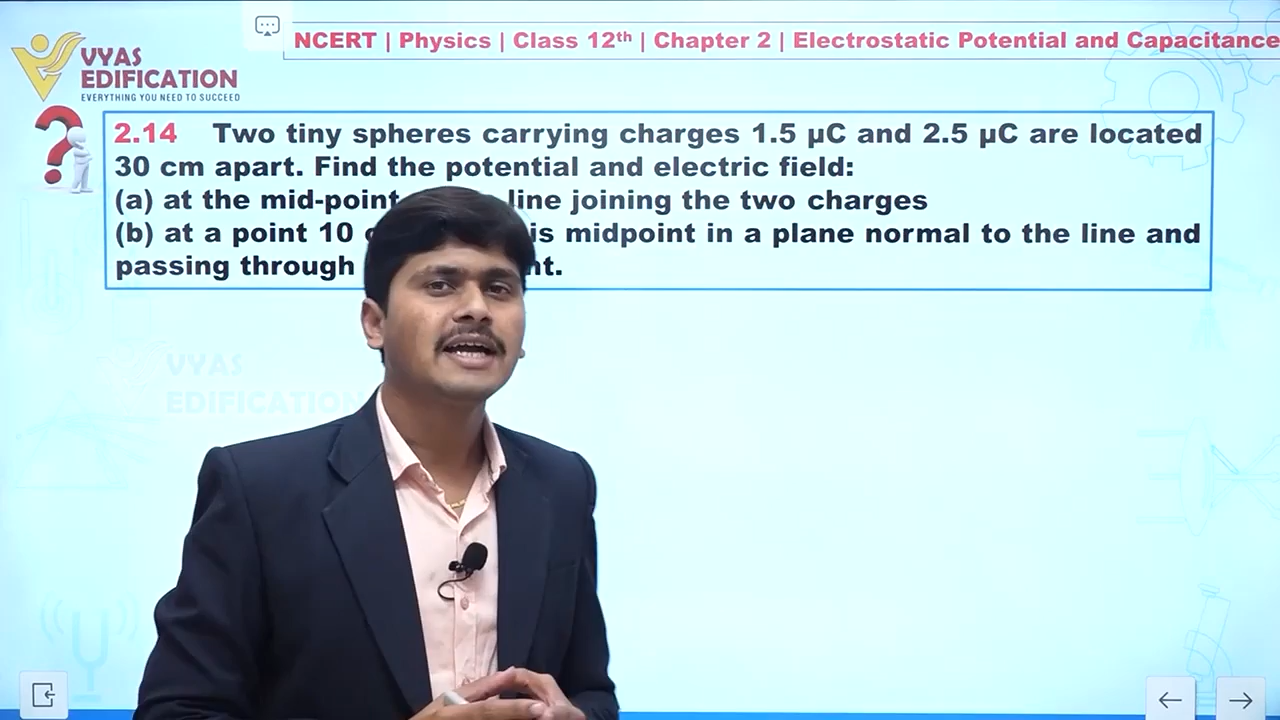 NCERT | Physics | Class 12th | Chapter 2 | Electrostatic Potential and Capacitance
VYAS
EDIFICATION
EVERYTHING YOU NEED TO SUCCEED
2.14 Two tiny spheres carrying charges 1.5 µC and 2.5 µC are located
30 cm apart. Find the potential and electric field:
(a) at the mid-point line joining the two charges
(b) at a point 10 midpoint in a plane normal to the line and
passing through
VYAS
EDIFICATION